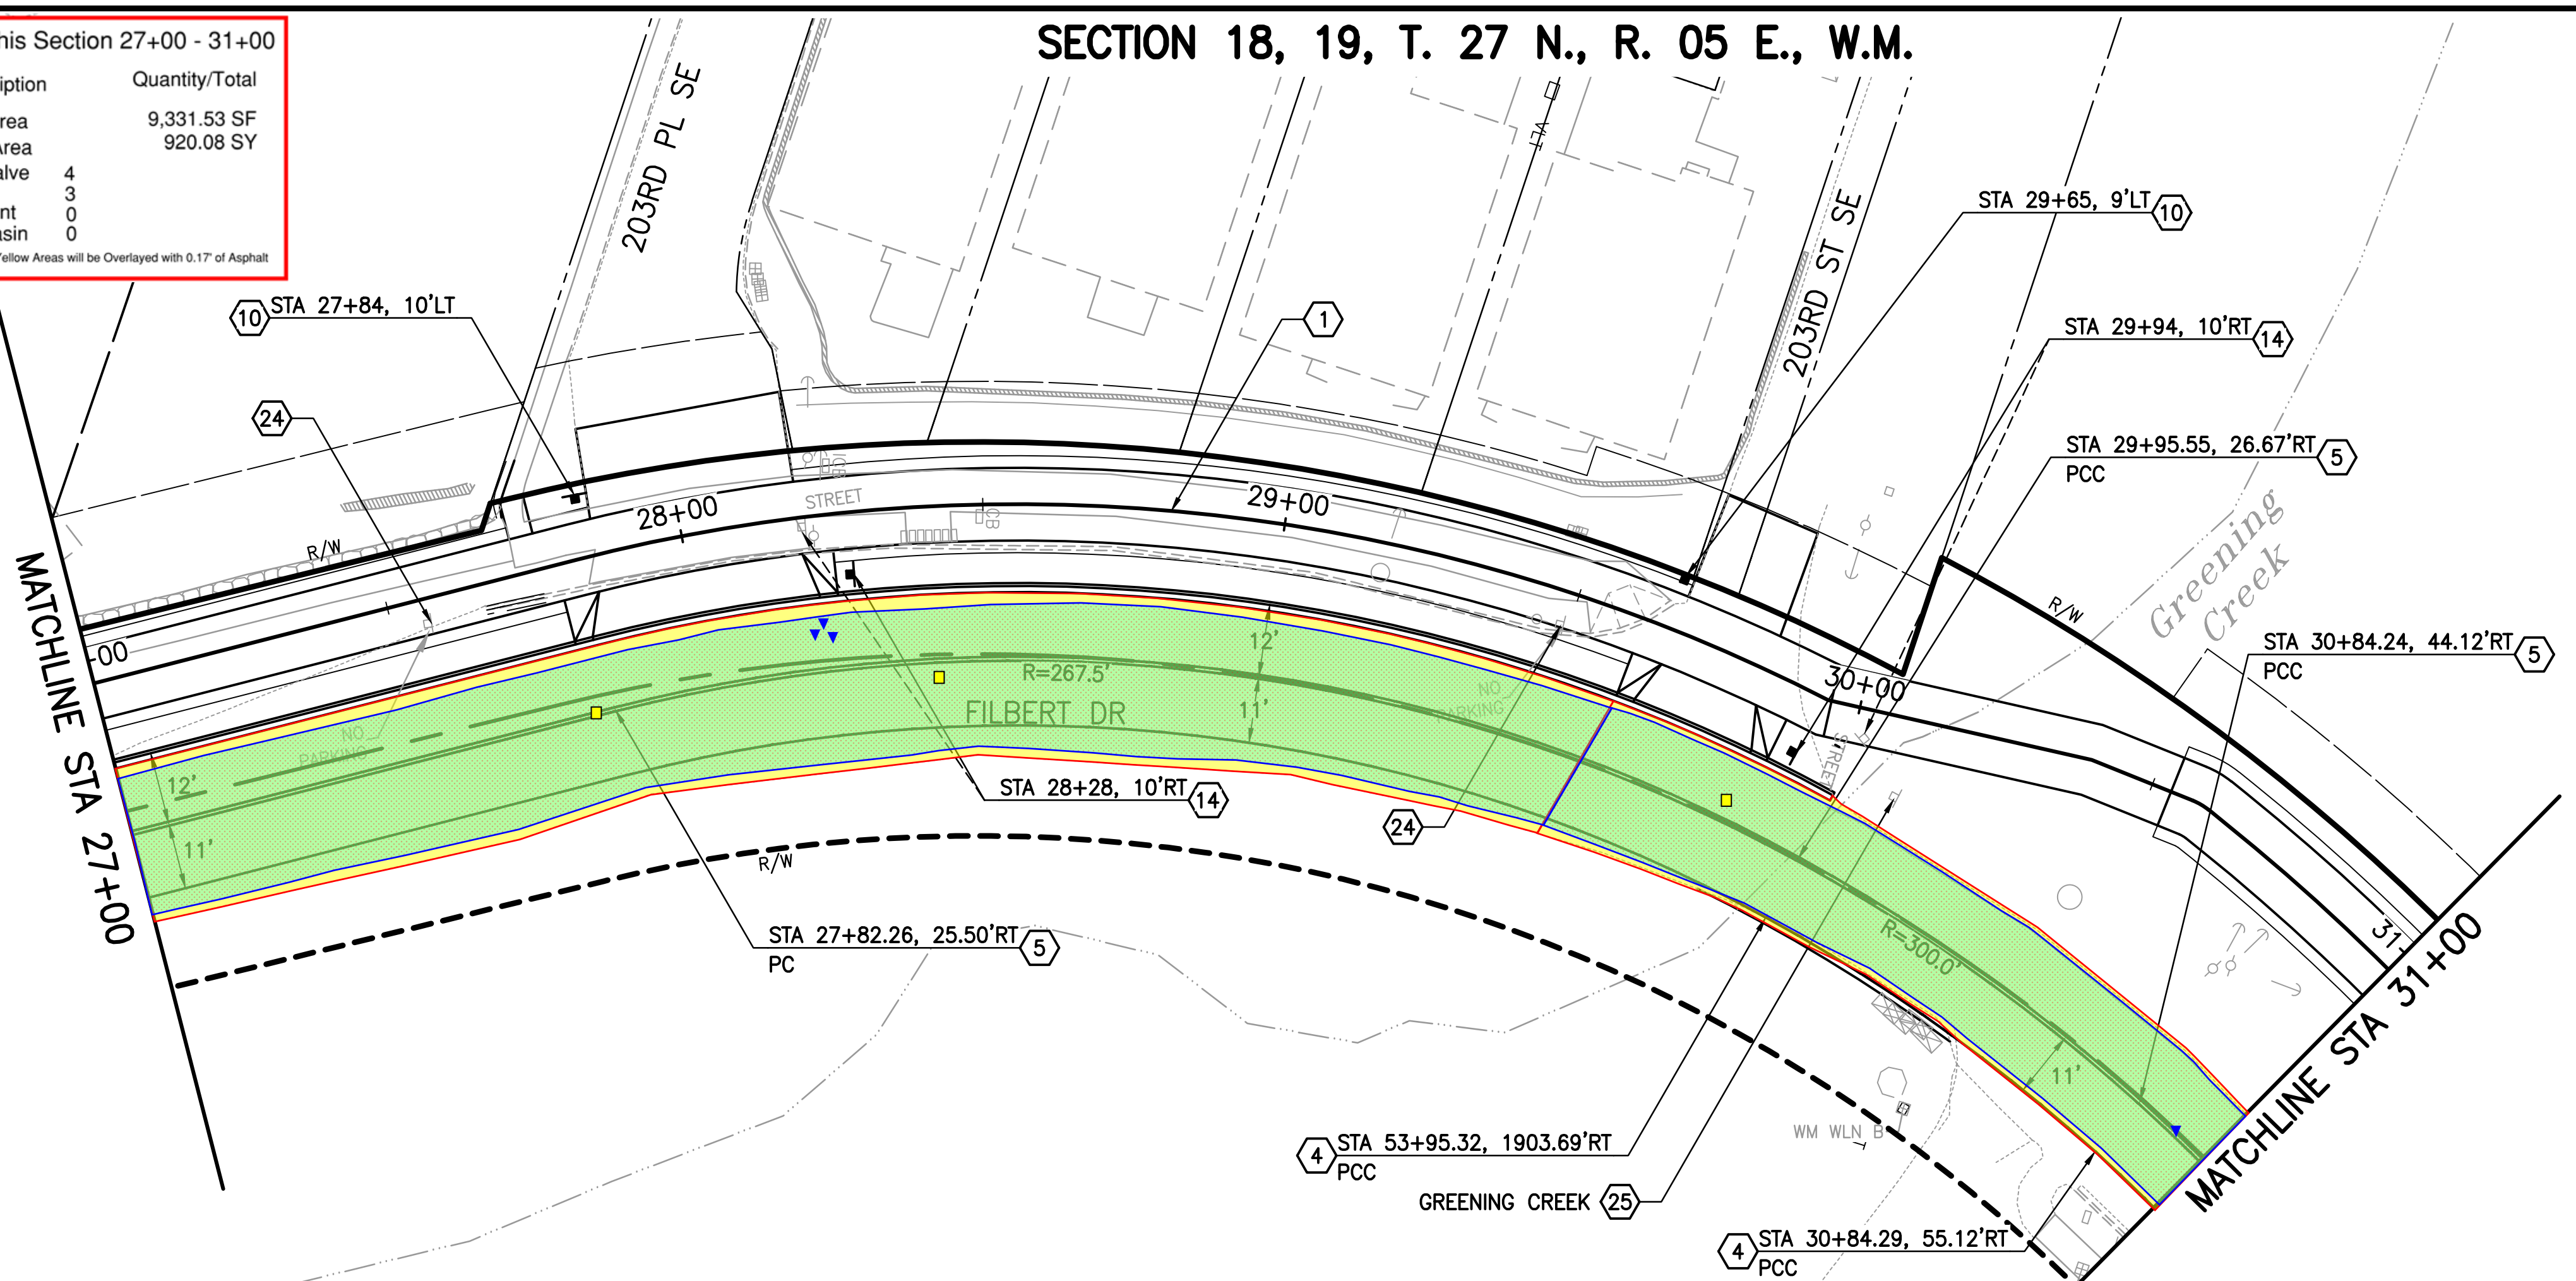 SECTION 18, 19, T. 27 N., R. 05 E., W.M.
his Section 27+00 - 31+00
iption Quantity/Total
rea 9,331.53 SF
Area 920.08 SY
alve 4
3
nt 0
asin 0
Yellow Areas will be Overlayed with 0.17' of Asphalt
203RD PL SE
203RD ST SE
STA 29+65, 9'LT 10
STA 29+94, 10'RT 14
STA 29+95.55, 26.67'RT 5
PCC
STA 30+84.24, 44.12'RT 5
PCC
10 STA 27+84, 10'LT
1
24
R/W
28+00
STREET
CB
CB
29+00
30+00
R/W
Greening
Creek
-00
NO
PARKING
12'
11'
R=267.5'
FILBERT DR
12'
11'
NO
PARKING
STREET
R=300.0'
11'
31-
MATCHLINE STA 27+00
MATCHLINE STA 31+00
STA 28+28, 10'RT 14
24
R/W
STA 27+82.26, 25.50'RT 5
PC
WM WLN B
4 STA 53+95.32, 1903.69'RT
PCC
GREENING CREEK 25
4 STA 30+84.29, 55.12'RT
PCC